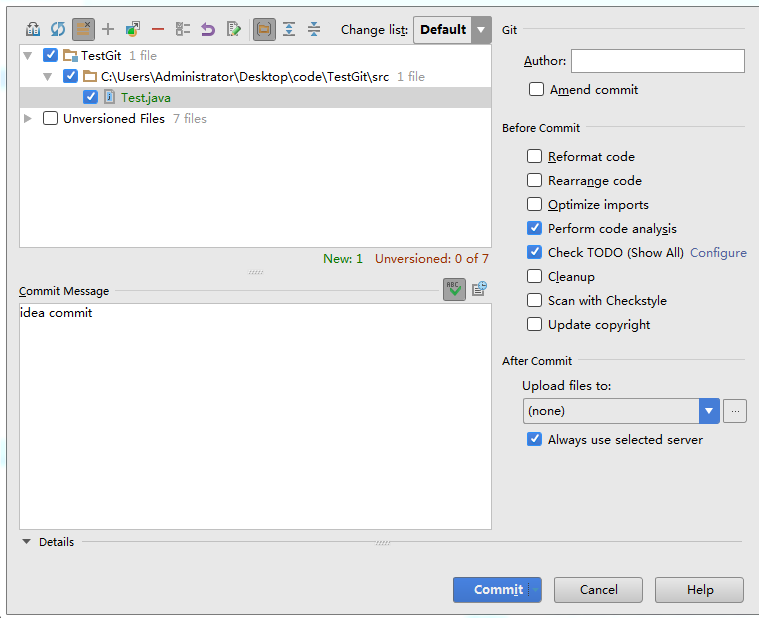 Change list: Default
TestGit 1 file
C:\Users\Administrator\Desktop\code\TestGit\src 1 file
Test.java
Unversioned Files 7 files
New: 1 Unversioned: 0 of 7
Commit Message
ABC
idea commit
Details
Git
Author:
Amend commit
Before Commit
Reformat code
Rearrange code
Optimize imports
Perform code analysis
Check TODO (Show All) Configure
Cleanup
Scan with Checkstyle
Update copyright
After Commit
Upload files to:
(none)
...
Always use selected server
Commit Cancel Help